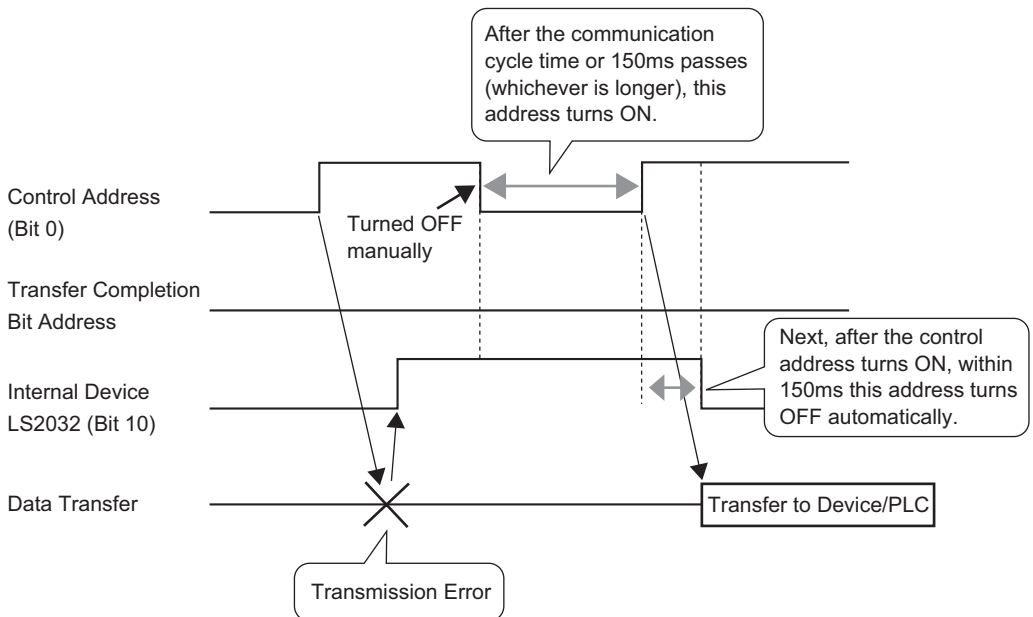 After the communication
cycle time or 150ms passes
(whichever is longer), this
address turns ON.
Control Address
(Bit 0)
Turned OFF
manually
Transfer Completion
Bit Address
Next, after the control
address turns ON, within
150ms this address turns
OFF automatically.
Internal Device
LS2032 (Bit 10)
Data Transfer
Transfer to Device/PLC
Transmission Error